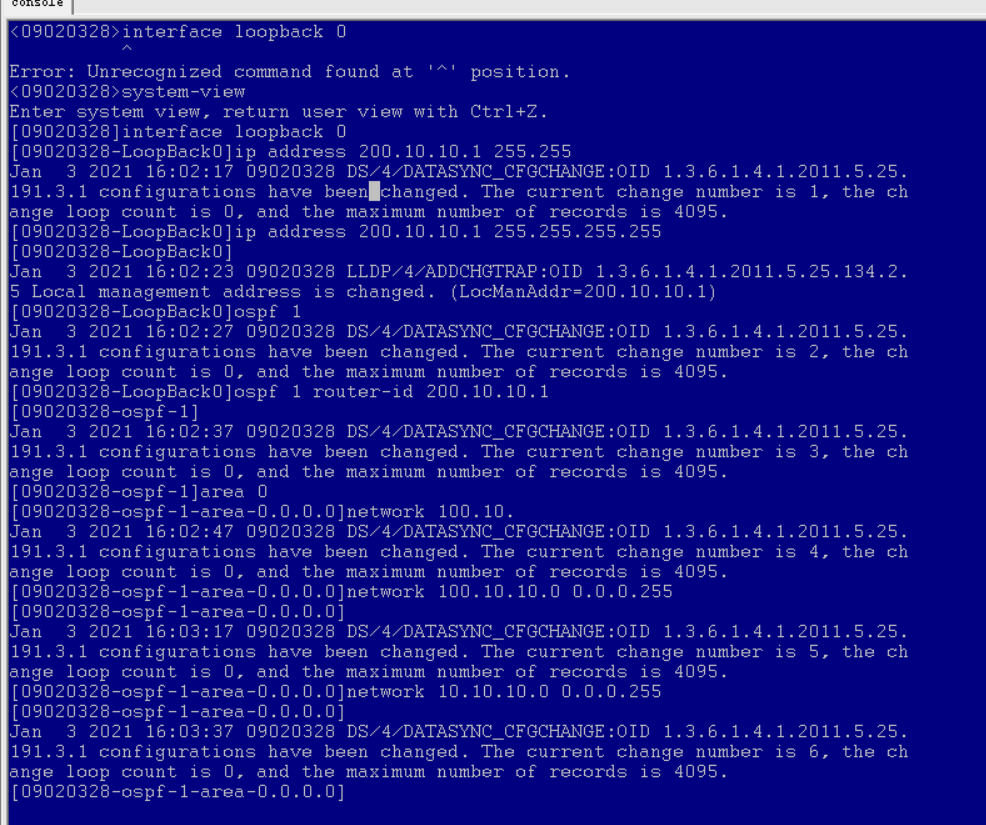 console
<09020328>interface loopback 0
^
Error: Unrecognized command found at '^' position.
<09020328>system-view
Enter system view, return user view with Ctrl+Z.
[09020328]interface loopback 0
[09020328-LoopBack0]ip address 200.10.10.1 255.255
Jan  3 2021 16:02:17 09020328 DS/4/DATASYNC_CFGCHANGE:OID 1.3.6.1.4.1.2011.5.25.
191.3.1 configurations have been changed. The current change number is 1, the ch
ange loop count is 0, and the maximum number of records is 4095.
[09020328-LoopBack0]ip address 200.10.10.1 255.255.255.255
[09020328-LoopBack0]
Jan  3 2021 16:02:23 09020328 LLDP/4/ADDCHGTRAP:OID 1.3.6.1.4.1.2011.5.25.134.2.
5 Local management address is changed. (LocManAddr=200.10.10.1)
[09020328-LoopBack0]ospf 1
Jan  3 2021 16:02:27 09020328 DS/4/DATASYNC_CFGCHANGE:OID 1.3.6.1.4.1.2011.5.25.
191.3.1 configurations have been changed. The current change number is 2, the ch
ange loop count is 0, and the maximum number of records is 4095.
[09020328-LoopBack0]ospf 1 router-id 200.10.10.1
[09020328-ospf-1]
Jan  3 2021 16:02:37 09020328 DS/4/DATASYNC_CFGCHANGE:OID 1.3.6.1.4.1.2011.5.25.
191.3.1 configurations have been changed. The current change number is 3, the ch
ange loop count is 0, and the maximum number of records is 4095.
[09020328-ospf-1]area 0
[09020328-ospf-1-area-0.0.0.0]network 100.10.
Jan  3 2021 16:02:47 09020328 DS/4/DATASYNC_CFGCHANGE:OID 1.3.6.1.4.1.2011.5.25.
191.3.1 configurations have been changed. The current change number is 4, the ch
ange loop count is 0, and the maximum number of records is 4095.
[09020328-ospf-1-area-0.0.0.0]network 100.10.10.0 0.0.0.255
[09020328-ospf-1-area-0.0.0.0]
Jan  3 2021 16:03:17 09020328 DS/4/DATASYNC_CFGCHANGE:OID 1.3.6.1.4.1.2011.5.25.
191.3.1 configurations have been changed. The current change number is 5, the ch
ange loop count is 0, and the maximum number of records is 4095.
[09020328-ospf-1-area-0.0.0.0]network 10.10.10.0 0.0.0.255
[09020328-ospf-1-area-0.0.0.0]
Jan  3 2021 16:03:37 09020328 DS/4/DATASYNC_CFGCHANGE:OID 1.3.6.1.4.1.2011.5.25.
191.3.1 configurations have been changed. The current change number is 6, the ch
ange loop count is 0, and the maximum number of records is 4095.
[09020328-ospf-1-area-0.0.0.0]